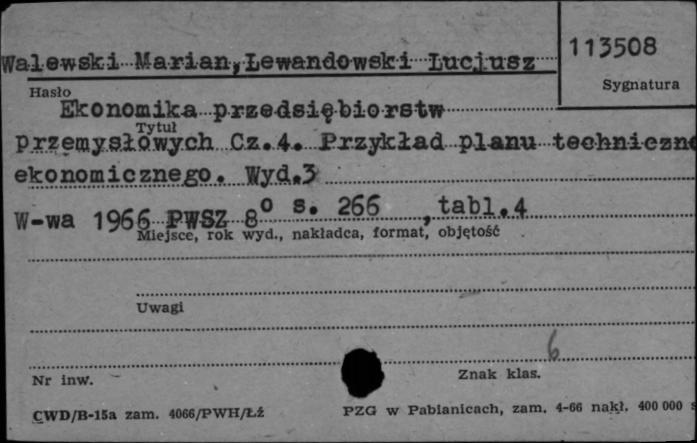 113508
Walewski Marian,Lewandowski Lucjusz
Sygnatura
Hasło
Ekonomika przedsiębiorstw
Tytuł
przemysłowych Cz.4. Przykład planu techniczno
ekonomicznego. Wyd.3
W-wa 1966 PWSZ 8º s. 266 ,tabl.4
Miejsce, rok wyd., nakładca, format, objętość
Uwagi
6
Nr inw.
Znak klas.
CWD/B-15a zam. 4066/PWH/Łź
PZG w Pabianicach, zam. 4-66 nakł. 400 000 s